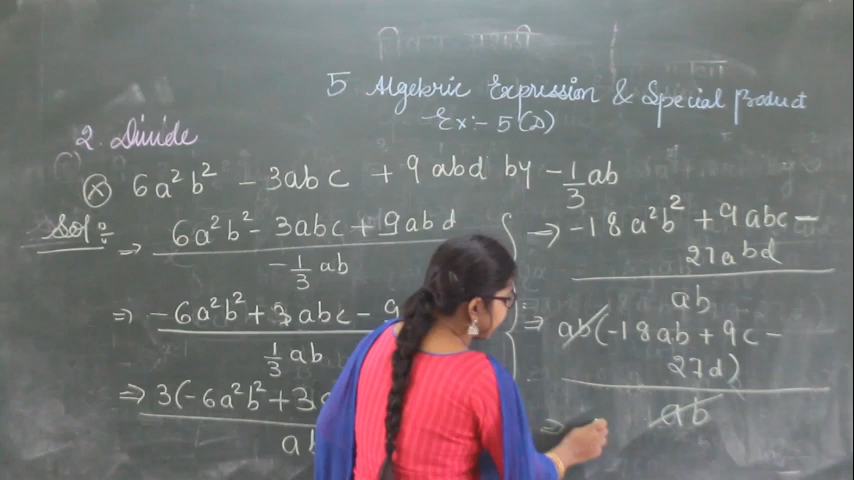 5 Algebric Expression & Special Product
Ex:- 5(D)
2. Divide
(x) 6a²b² - 3abc + 9abd by -1/3 ab
Sol:
⇒ 6a²b² - 3abc + 9abd
-1/3 ab
⇒ -6a²b² + 3abc - 9
1/3 ab
⇒ 3(-6a²b² + 3
ab
⇒ -18a²b² + 9abc -
27abd
ab
⇒ ab(-18ab + 9c -
27d)
ab
⇒